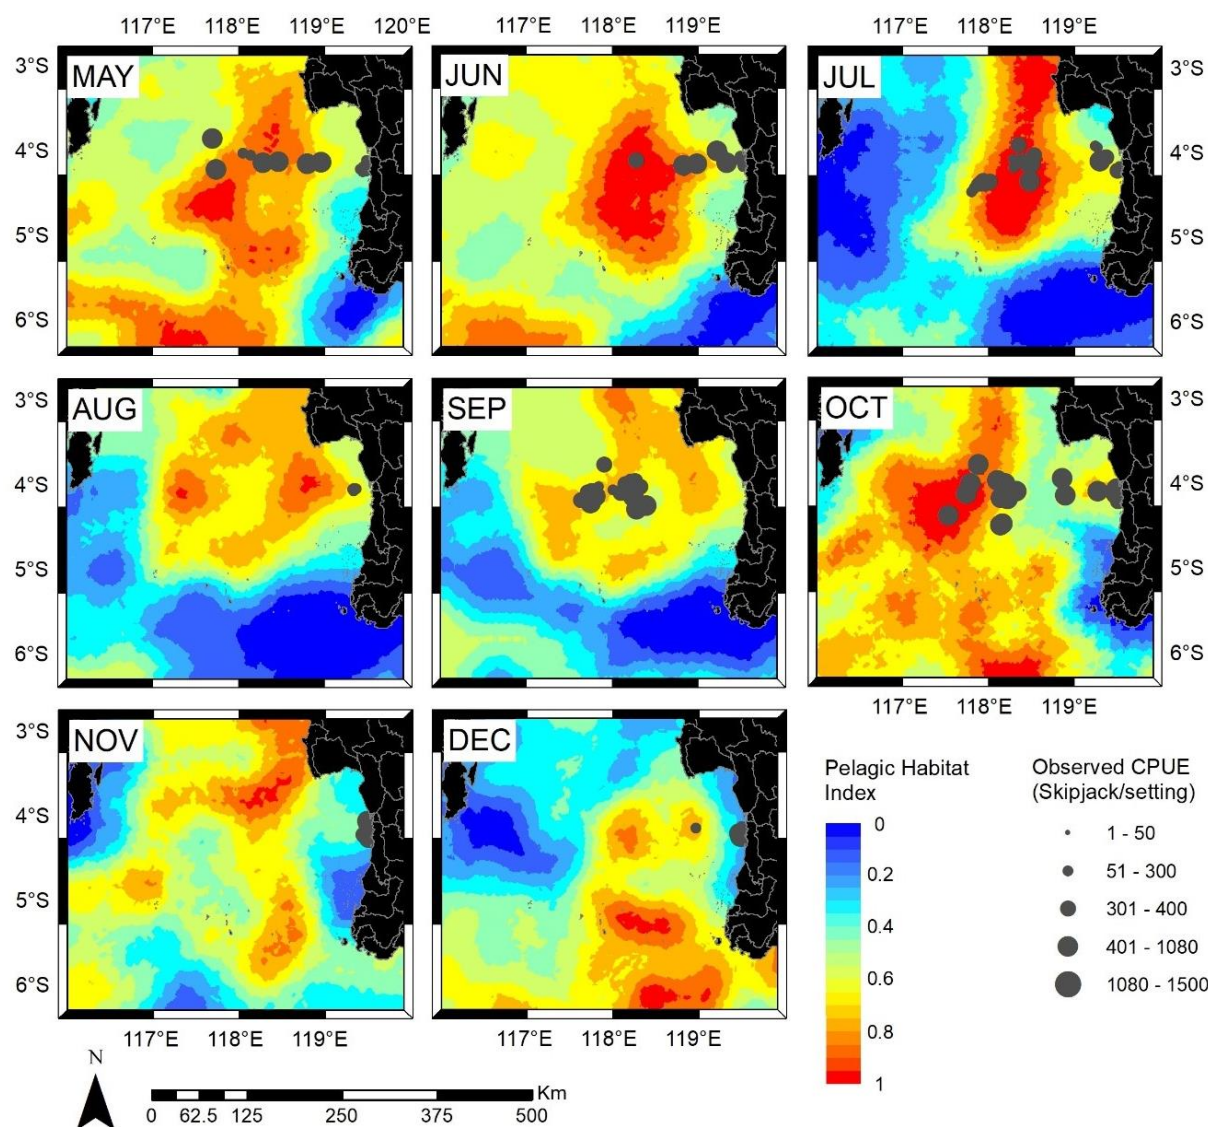 117°E 118°E 119°E 120°E 117°E 118°E 119°E
3°S MAY JUN JUL 3°S
4°S 4°S
5°S 5°S
6°S 6°S
3°S AUG SEP OCT 3°S
4°S 4°S
5°S 5°S
6°S 6°S
117°E 118°E 119°E
3°S NOV DEC
4°S
5°S
6°S
117°E 118°E 119°E 117°E 118°E 119°E
Pelagic Habitat
Index
0
0.2
0.4
0.6
0.8
1
Observed CPUE
(Skipjack/setting)
1 - 50
51 - 300
301 - 400
401 - 1080
1080 - 1500
N
Km
0 62.5 125 250 375 500